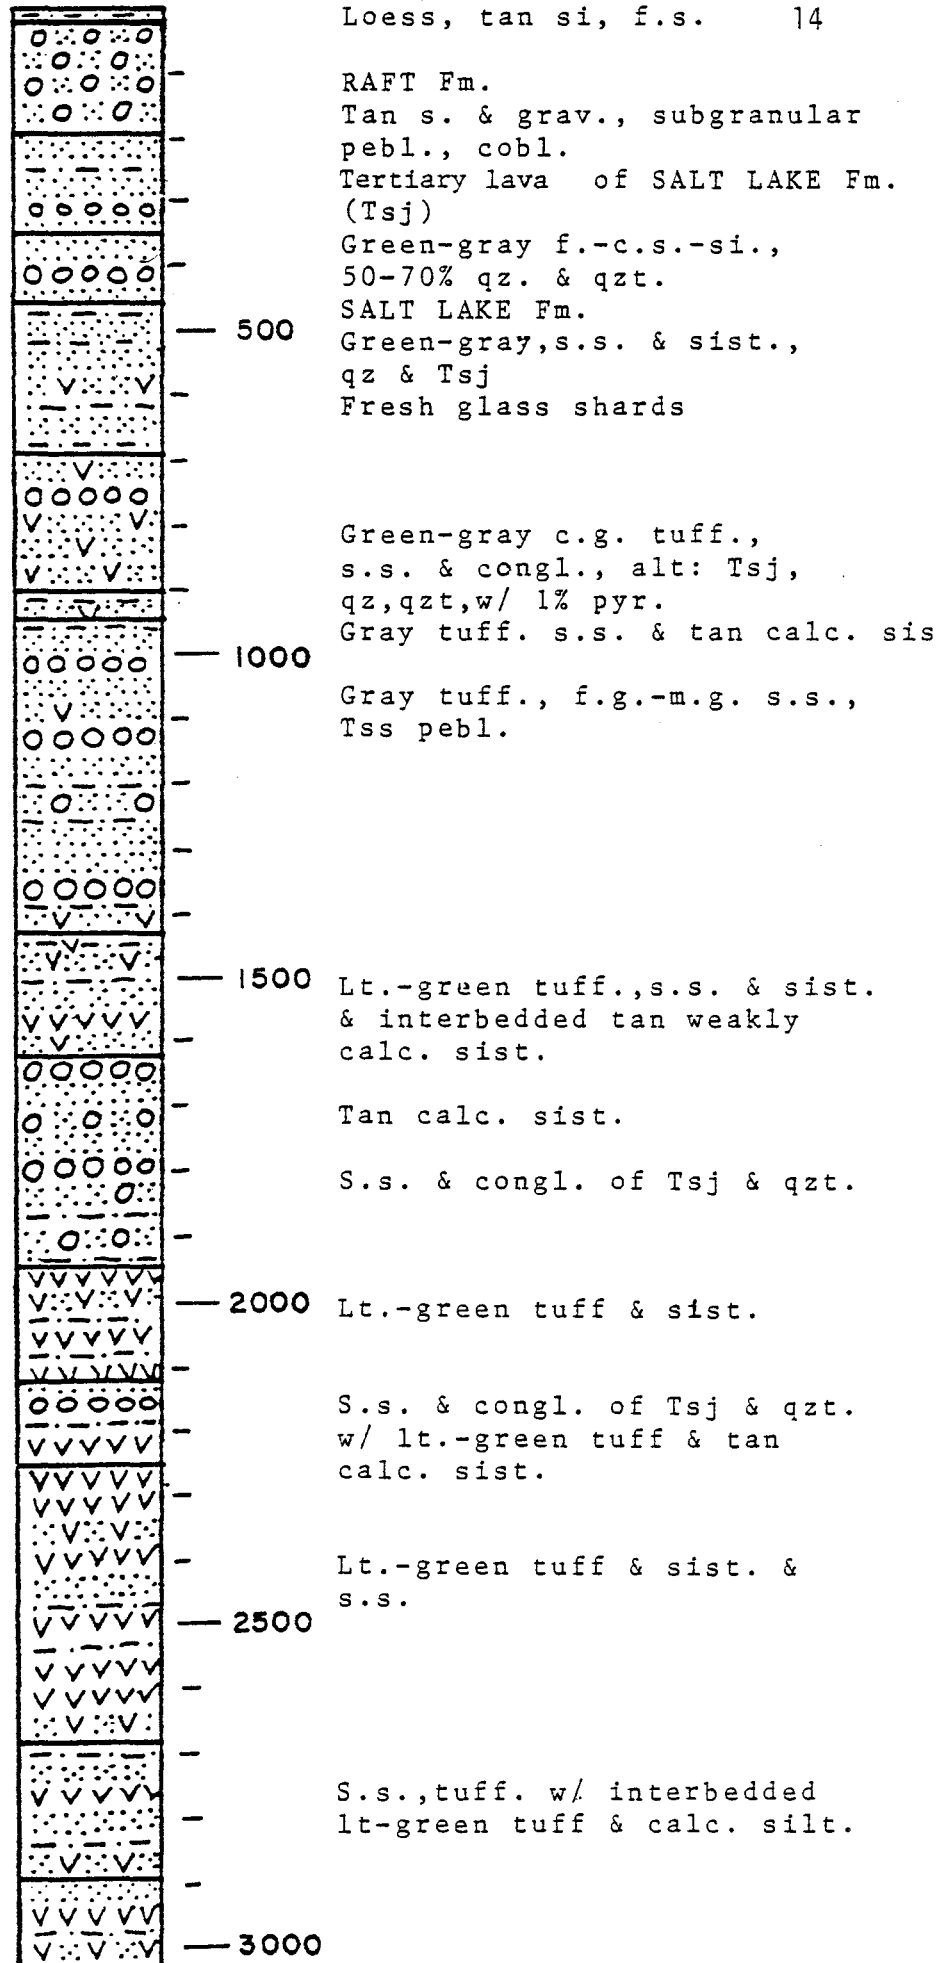 Loess, tan si, f.s. 14
RAFT Fm.
Tan s. & grav., subgranular
pebl., cobl.
Tertiary lava of SALT LAKE Fm.
(Tsj)
Green-gray f.-c.s.-si.,
50-70% qz. & qzt.
SALT LAKE Fm.
500
Green-gray,s.s. & sist.,
qz & Tsj
Fresh glass shards
Green-gray c.g. tuff.,
s.s. & congl., alt: Tsj,
qz,qzt,w/ 1% pyr.
Gray tuff. s.s. & tan calc. sis
1000
Gray tuff., f.g.-m.g. s.s.,
Tss pebl.
1500
Lt.-green tuff.,s.s. & sist.
& interbedded tan weakly
calc. sist.
Tan calc. sist.
S.s. & congl. of Tsj & qzt.
2000
Lt.-green tuff & sist.
S.s. & congl. of Tsj & qzt.
w/ lt.-green tuff & tan
calc. sist.
Lt.-green tuff & sist. &
s.s.
2500
S.s.,tuff. w/ interbedded
lt-green tuff & calc. silt.
3000